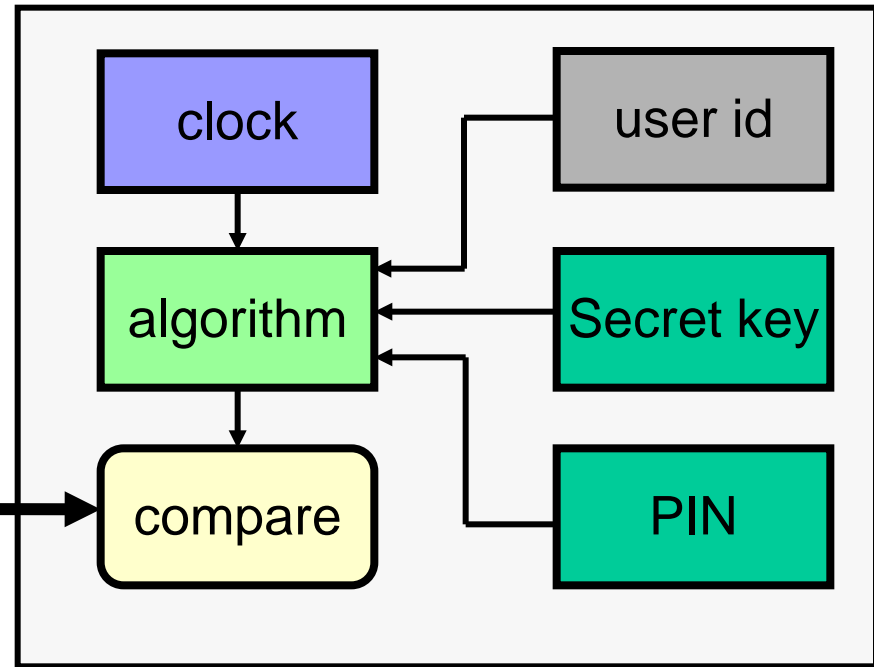 clock
user id
algorithm
Secret key
compare
PIN